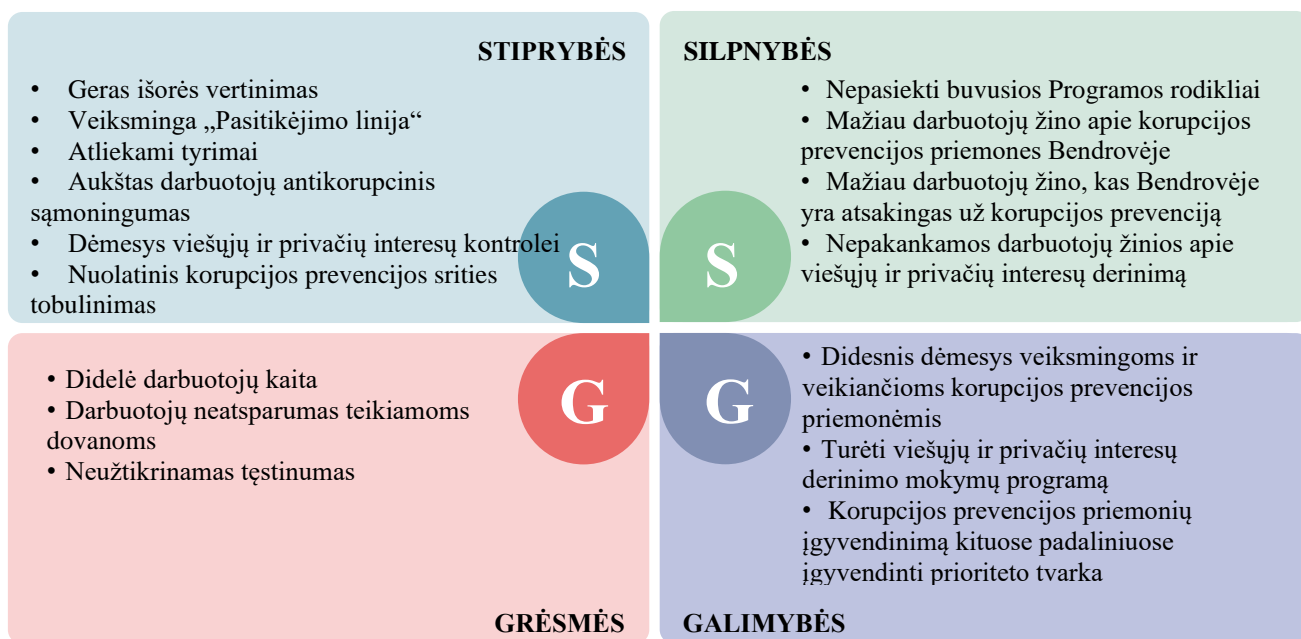 STIPRYBĖS
• Geras išorės vertinimas
• Veiksminga „Pasitikėjimo linija“
• Atliekami tyrimai
• Aukštas darbuotojų antikorupcinis
sąmoningumas
• Dėmesys viešųjų ir privačių interesų kontrolei
• Nuolatinis korupcijos prevencijos srities
tobulinimas
S
SILPNYBĖS
• Nepasiekti buvusios Programos rodikliai
• Mažiau darbuotojų žino apie korupcijos
prevencijos priemones Bendrovėje
• Mažiau darbuotojų žino, kas Bendrovėje
yra atsakingas už korupcijos prevenciją
• Nepakankamos darbuotojų žinios apie
viešųjų ir privačių interesų derinimą
S
• Didelė darbuotojų kaita
• Darbuotojų neatsparumas teikiamoms
dovanoms
• Neužtikrinamas tęstinumas
G
GRĖSMĖS
• Didesnis dėmesys veiksmingoms ir
veikiančioms korupcijos prevencijos
priemonėmis
• Turėti viešųjų ir privačių interesų
derinimo mokymų programą
• Korupcijos prevencijos priemonių
įgyvendinimą kituose padaliniuose
įgyvendinti prioriteto tvarka
G
GALIMYBĖS